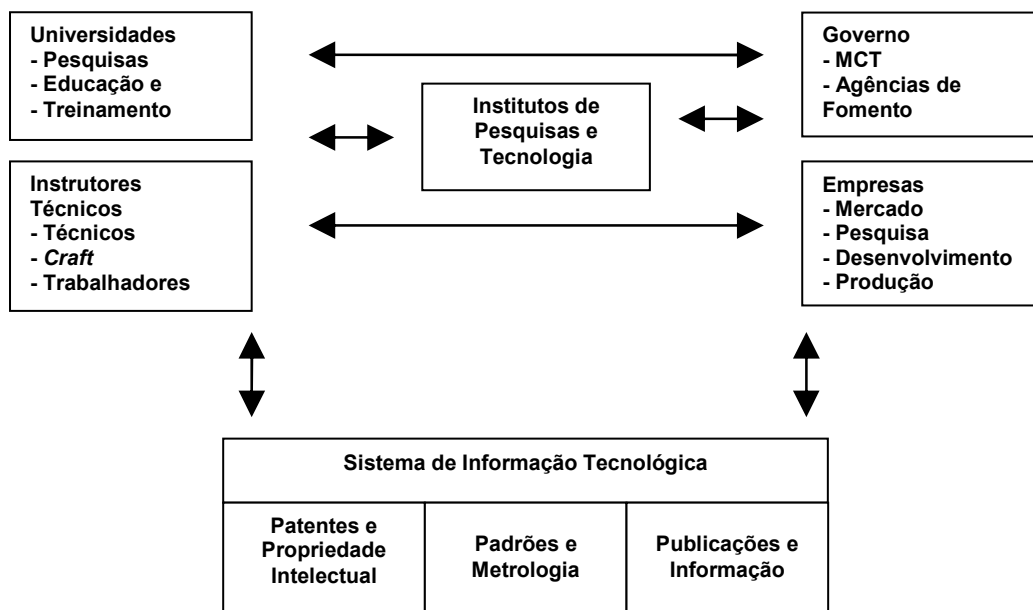 Universidades
- Pesquisas
- Educação e
- Treinamento
Governo
- MCT
- Agências de
Fomento
Institutos de
Pesquisas e
Tecnologia
Instrutores
Técnicos
- Técnicos
- Craft
- Trabalhadores
Empresas
- Mercado
- Pesquisa
- Desenvolvimento
- Produção
Sistema de Informação Tecnológica
Patentes e
Propriedade
Intelectual
Padrões e
Metrologia
Publicações e
Informação